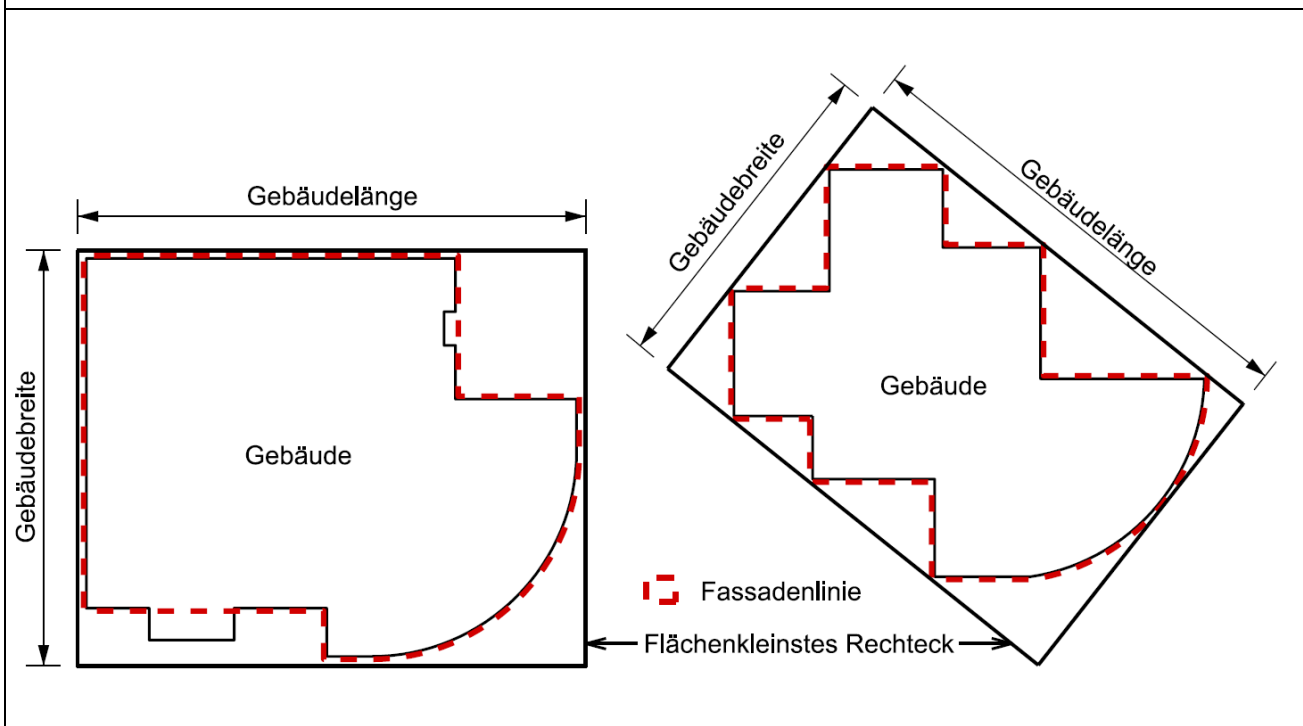 Gebäudelänge
Gebäudebreite
Gebäude
Gebäudebreite
Gebäudelänge
Gebäude
Fassadenlinie
Flächenkleinstes Rechteck